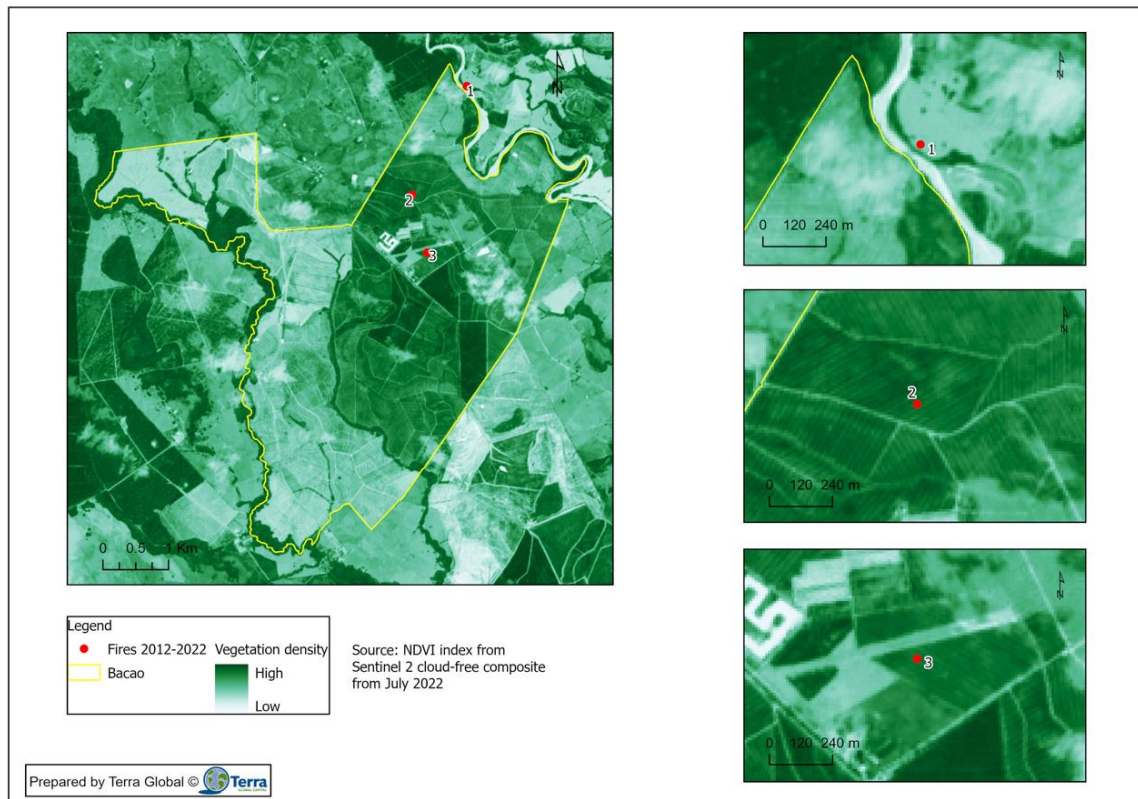 N
1
2
3
0 0.5 1 Km
1
0 120 240 m
2
0 120 240 m
3
0 120 240 m
Legend
Fires 2012-2022
Bacao
Vegetation density
High
Low
Source: NDVI index from
Sentinel 2 cloud-free composite
from July 2022
Prepared by Terra Global ©
Terra
GLOBAL CAPITAL